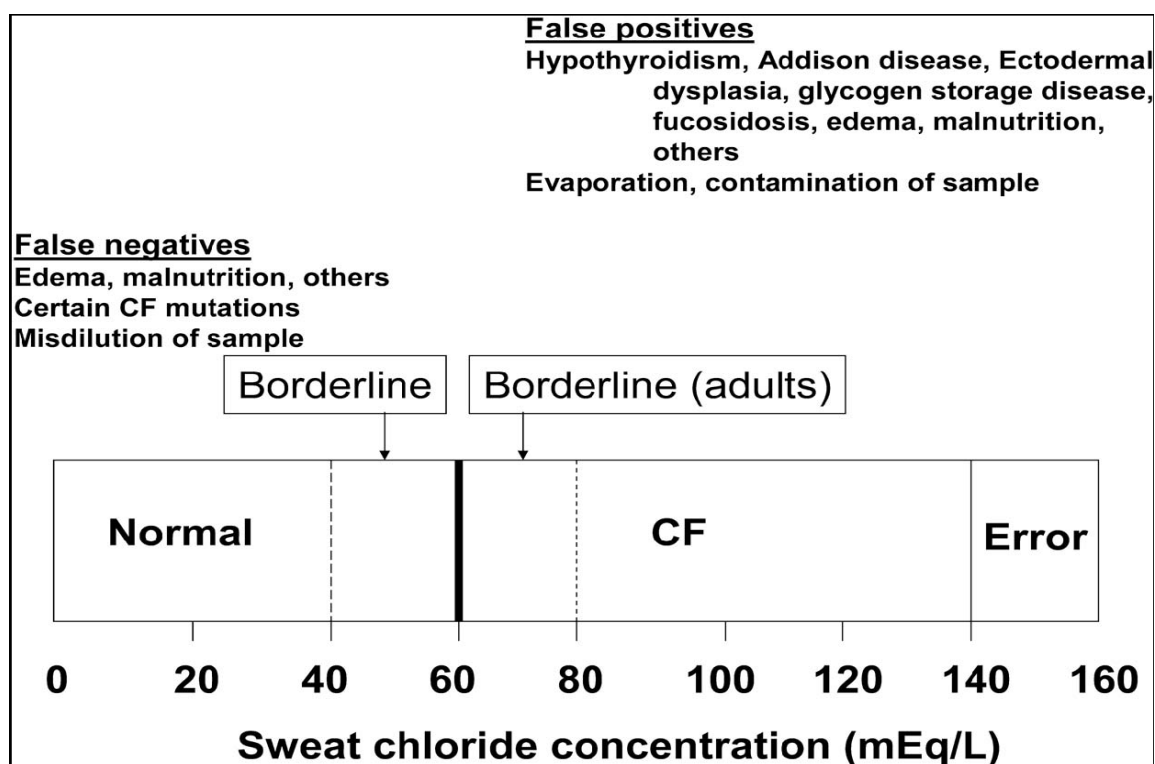 False positives
Hypothyroidism, Addison disease, Ectodermal
dysplasia, glycogen storage disease,
fucosidosis, edema, malnutrition,
others
Evaporation, contamination of sample
False negatives
Edema, malnutrition, others
Certain CF mutations
Misdilution of sample
Borderline
Borderline (adults)
Normal
CF
Error
0 20 40 60 80 100 120 140 160
Sweat chloride concentration (mEq/L)